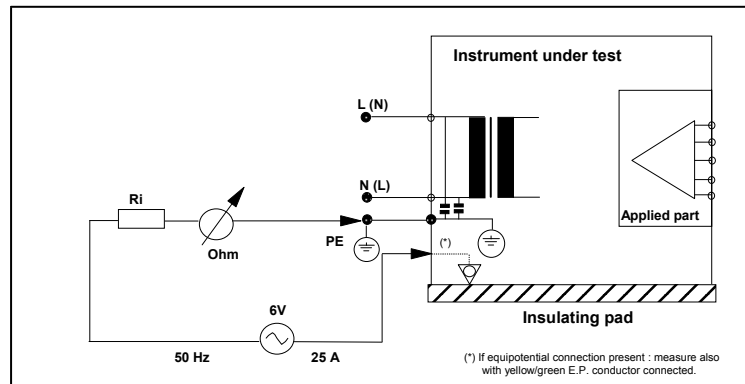 Instrument under test
L (N)
N (L)
Ri
Ohm
PE
(*)
Applied part
6V
50 Hz
25 A
Insulating pad
(*) If equipotential connection present : measure also
with yellow/green E.P. conductor connected.